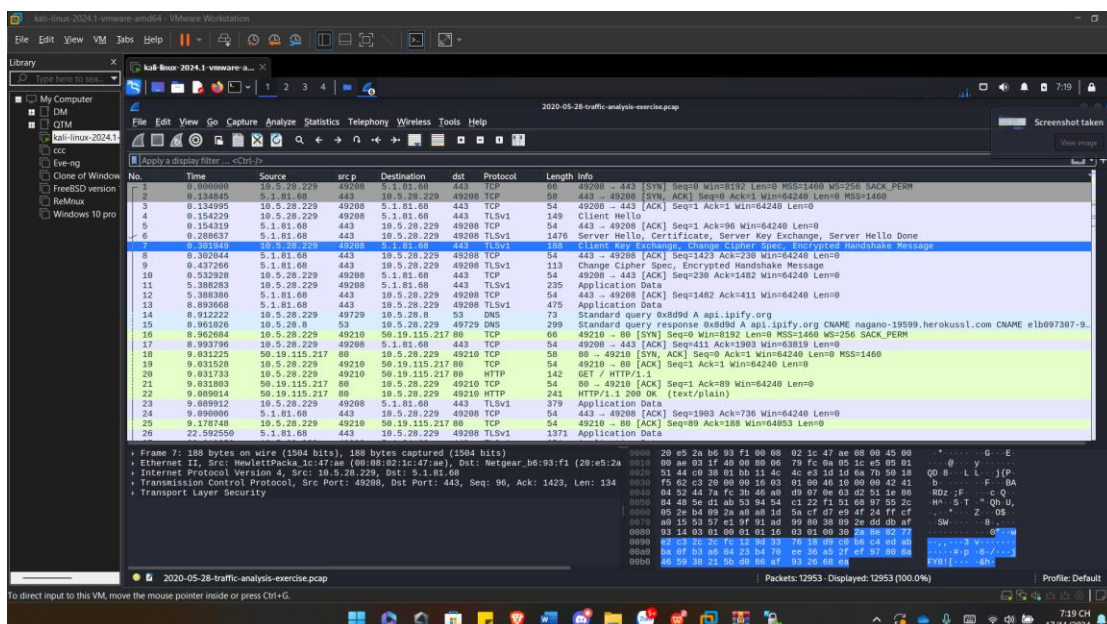 kali-linux-2024.1-vmware-amd64 - VMware Workstation
File Edit View VM Tabs Help
Library
kali-linux-2024.1-vmware-a...
Type here to sea...
1 2 3 4
7:19
My Computer
DM
QTM
kali-linux-2024.1-
ccc
Eve-ng
Clone of Window
FreeBSD version
ReMnux
Windows 10 pro
2020-05-28-traffic-analysis-exercise.pcap
File Edit View Go Capture Analyze Statistics Telephony Wireless Tools Help
Screenshot taken
View image
Apply a display filter ... <Ctrl-/>
No. Time Source src p Destination dst Protocol Length Info
1 0.000000 10.5.28.229 49208 5.1.81.68 443 TCP 66 49208 → 443 [SYN] Seq=0 Win=8192 Len=0 MSS=1460 WS=256 SACK_PERM
2 0.134845 5.1.81.68 443 10.5.28.229 49208 TCP 58 443 → 49208 [SYN, ACK] Seq=0 Ack=1 Win=64240 Len=0 MSS=1460
3 0.134995 10.5.28.229 49208 5.1.81.68 443 TCP 54 49208 → 443 [ACK] Seq=1 Ack=1 Win=64240 Len=0
4 0.154229 10.5.28.229 49208 5.1.81.68 443 TLSv1 149 Client Hello
5 0.154319 5.1.81.68 443 10.5.28.229 49208 TCP 54 443 → 49208 [ACK] Seq=1 Ack=96 Win=64240 Len=0
6 0.288637 5.1.81.68 443 10.5.28.229 49208 TLSv1 1476 Server Hello, Certificate, Server Key Exchange, Server Hello Done
7 0.301949 10.5.28.229 49208 5.1.81.68 443 TLSv1 188 Client Key Exchange, Change Cipher Spec, Encrypted Handshake Message
8 0.302044 5.1.81.68 443 10.5.28.229 49208 TCP 54 443 → 49208 [ACK] Seq=1423 Ack=230 Win=64240 Len=0
9 0.437266 5.1.81.68 443 10.5.28.229 49208 TLSv1 113 Change Cipher Spec, Encrypted Handshake Message
10 0.532928 10.5.28.229 49208 5.1.81.68 443 TCP 54 49208 → 443 [ACK] Seq=230 Ack=1482 Win=64240 Len=0
11 5.388283 10.5.28.229 49208 5.1.81.68 443 TLSv1 235 Application Data
12 5.388386 5.1.81.68 443 10.5.28.229 49208 TCP 54 443 → 49208 [ACK] Seq=1482 Ack=411 Win=64240 Len=0
13 8.893668 5.1.81.68 443 10.5.28.229 49208 TLSv1 475 Application Data
14 8.912222 10.5.28.229 49729 10.5.28.8 53 DNS 73 Standard query 0x8d9d A api.ipify.org
15 8.961026 10.5.28.8 53 10.5.28.229 49729 DNS 299 Standard query response 0x8d9d A api.ipify.org CNAME nagano-19599.herokussl.com CNAME elb097307-9...
16 8.962684 10.5.28.229 49210 50.19.115.217 80 TCP 66 49210 → 80 [SYN] Seq=0 Win=8192 Len=0 MSS=1460 WS=256 SACK_PERM
17 8.993796 10.5.28.229 49208 5.1.81.68 443 TCP 54 49208 → 443 [ACK] Seq=411 Ack=1903 Win=63819 Len=0
18 9.031225 50.19.115.217 80 10.5.28.229 49210 TCP 58 80 → 49210 [SYN, ACK] Seq=0 Ack=1 Win=64240 Len=0 MSS=1460
19 9.031528 10.5.28.229 49210 50.19.115.217 80 TCP 54 49210 → 80 [ACK] Seq=1 Ack=1 Win=64240 Len=0
20 9.031733 10.5.28.229 49210 50.19.115.217 80 HTTP 142 GET / HTTP/1.1
21 9.031803 50.19.115.217 80 10.5.28.229 49210 TCP 54 80 → 49210 [ACK] Seq=1 Ack=89 Win=64240 Len=0
22 9.089014 50.19.115.217 80 10.5.28.229 49210 HTTP 241 HTTP/1.1 200 OK (text/plain)
23 9.089912 10.5.28.229 49208 5.1.81.68 443 TLSv1 379 Application Data
24 9.090006 5.1.81.68 443 10.5.28.229 49208 TCP 54 443 → 49208 [ACK] Seq=1903 Ack=736 Win=64240 Len=0
25 9.178748 10.5.28.229 49210 50.19.115.217 80 TCP 54 49210 → 80 [ACK] Seq=89 Ack=188 Win=64053 Len=0
26 22.592550 5.1.81.68 443 10.5.28.229 49208 TLSv1 1371 Application Data
Frame 7: 188 bytes on wire (1504 bits), 188 bytes captured (1504 bits)
Ethernet II, Src: HewlettPacka_1c:47:ae (00:08:02:1c:47:ae), Dst: Netgear_b6:93:f1 (20:e5:2a
Internet Protocol Version 4, Src: 10.5.28.229, Dst: 5.1.81.68
Transmission Control Protocol, Src Port: 49208, Dst Port: 443, Seq: 96, Ack: 1423, Len: 134
Transport Layer Security
0000 20 e5 2a b6 93 f1 00 08 02 1c 47 ae 08 00 45 00
2020-05-28-traffic-analysis-exercise.pcap
Packets: 12953 · Displayed: 12953 (100.0%)
Profile: Default
To direct input to this VM, move the mouse pointer inside or press Ctrl+G.
7:19 CH